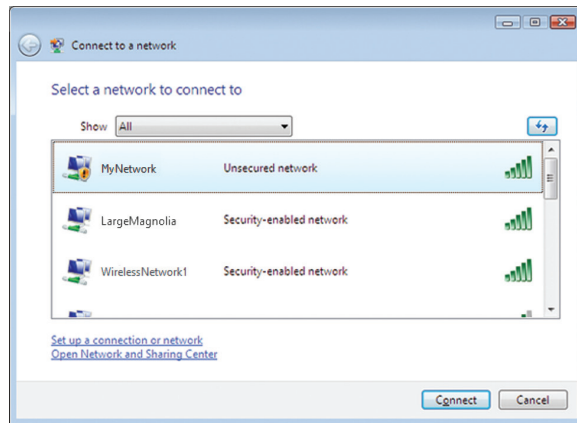 Connect to a network
Select a network to connect to
Show All
MyNetwork Unsecured network
LargeMagnolia Security-enabled network
WirelessNetwork1 Security-enabled network
Set up a connection or network
Open Network and Sharing Center
Connect Cancel